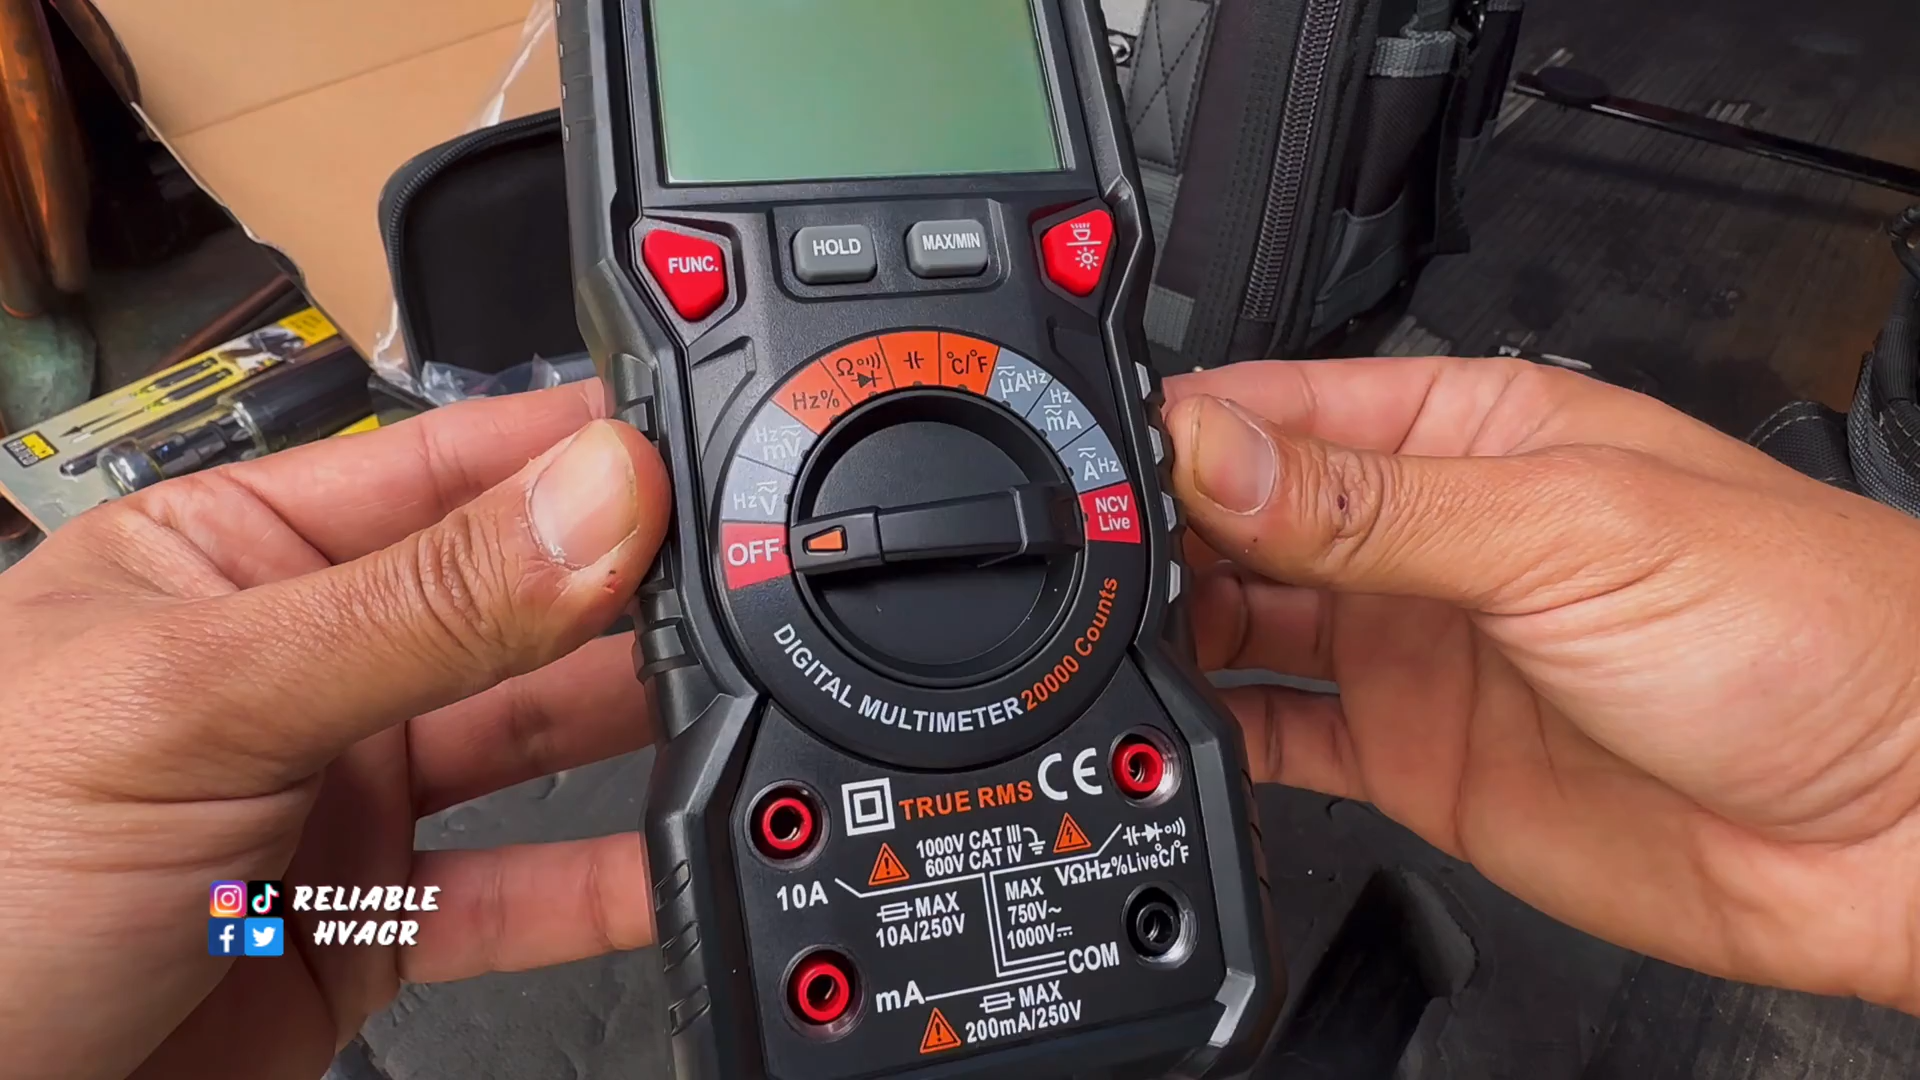 HOLD
MAX/MIN
FUNC.
Hz%
Ω
°C/°F
μAHz
Hz
mA
Hz
mV
Hz V
A Hz
NCV
Live
OFF
DIGITAL MULTIMETER 20000 Counts
TRUE RMS CE
1000V CAT III
600V CAT IV
10A
MAX
10A/250V
MAX
750V~
1000V⎓
VΩHz%Live°C/°F
COM
mA
MAX
200mA/250V
RELIABLE
HVACR